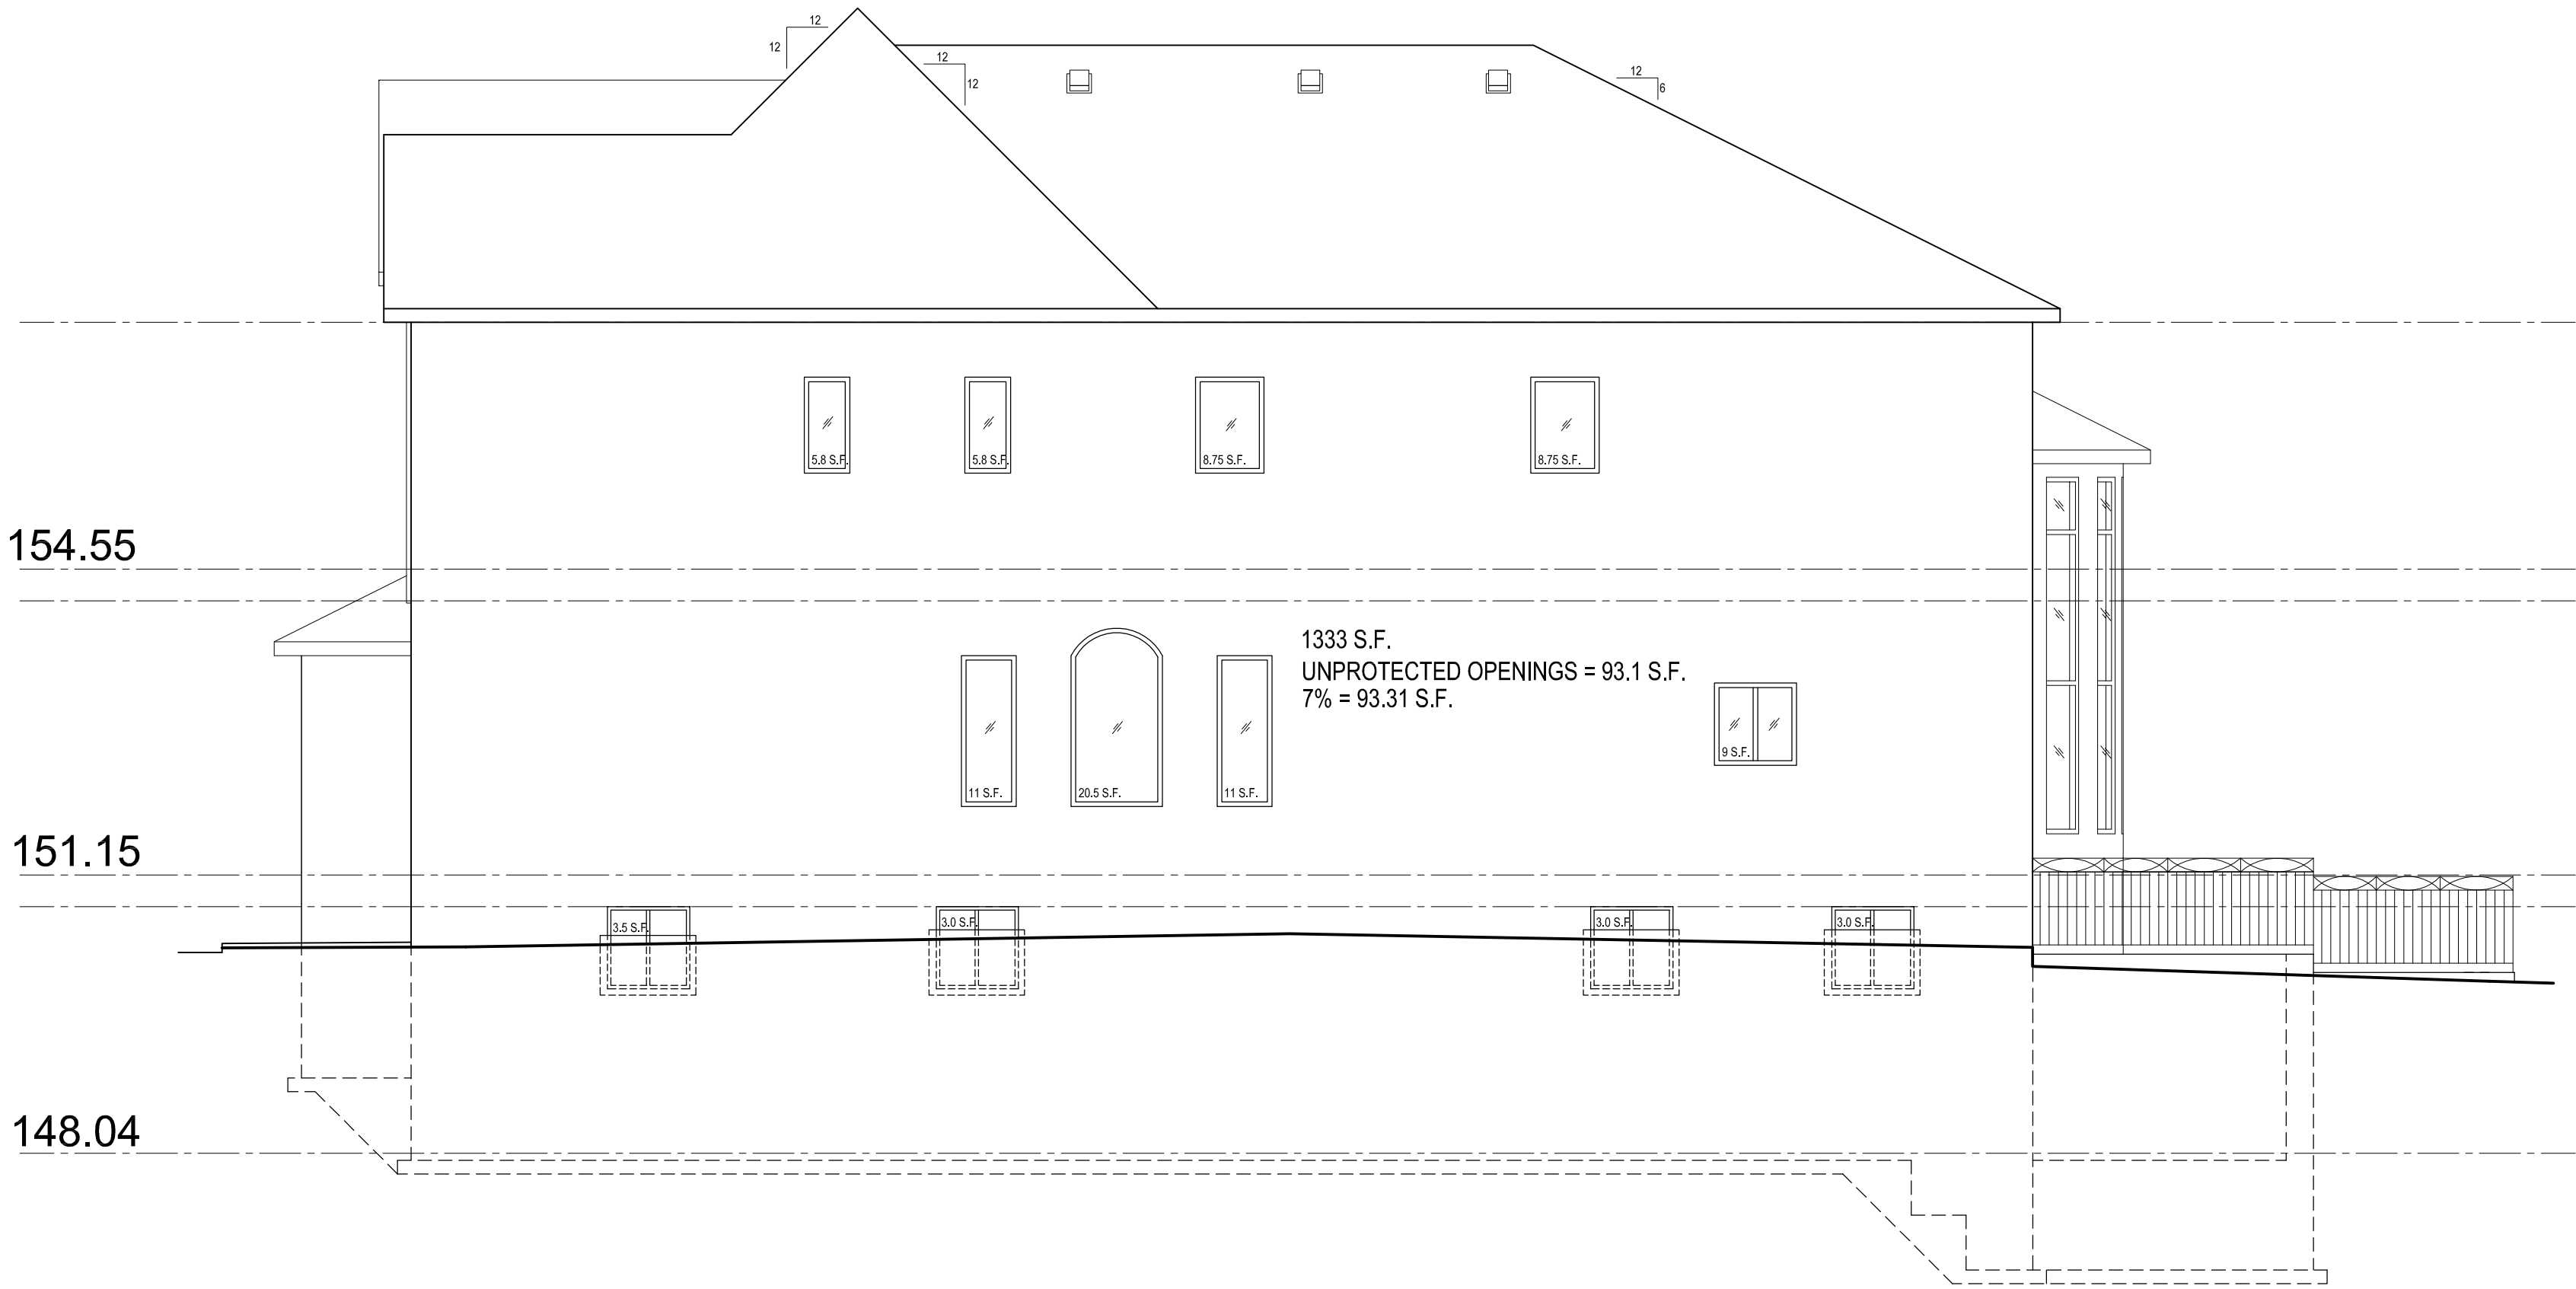 12
12
12
12
12
6
5.8 S.F.
5.8 S.F.
8.75 S.F.
8.75 S.F.
154.55
1333 S.F.
UNPROTECTED OPENINGS = 93.1 S.F.
7% = 93.31 S.F.
9 S.F.
11 S.F.
20.5 S.F.
11 S.F.
151.15
3.5 S.F.
3.0 S.F.
3.0 S.F.
3.0 S.F.
148.04